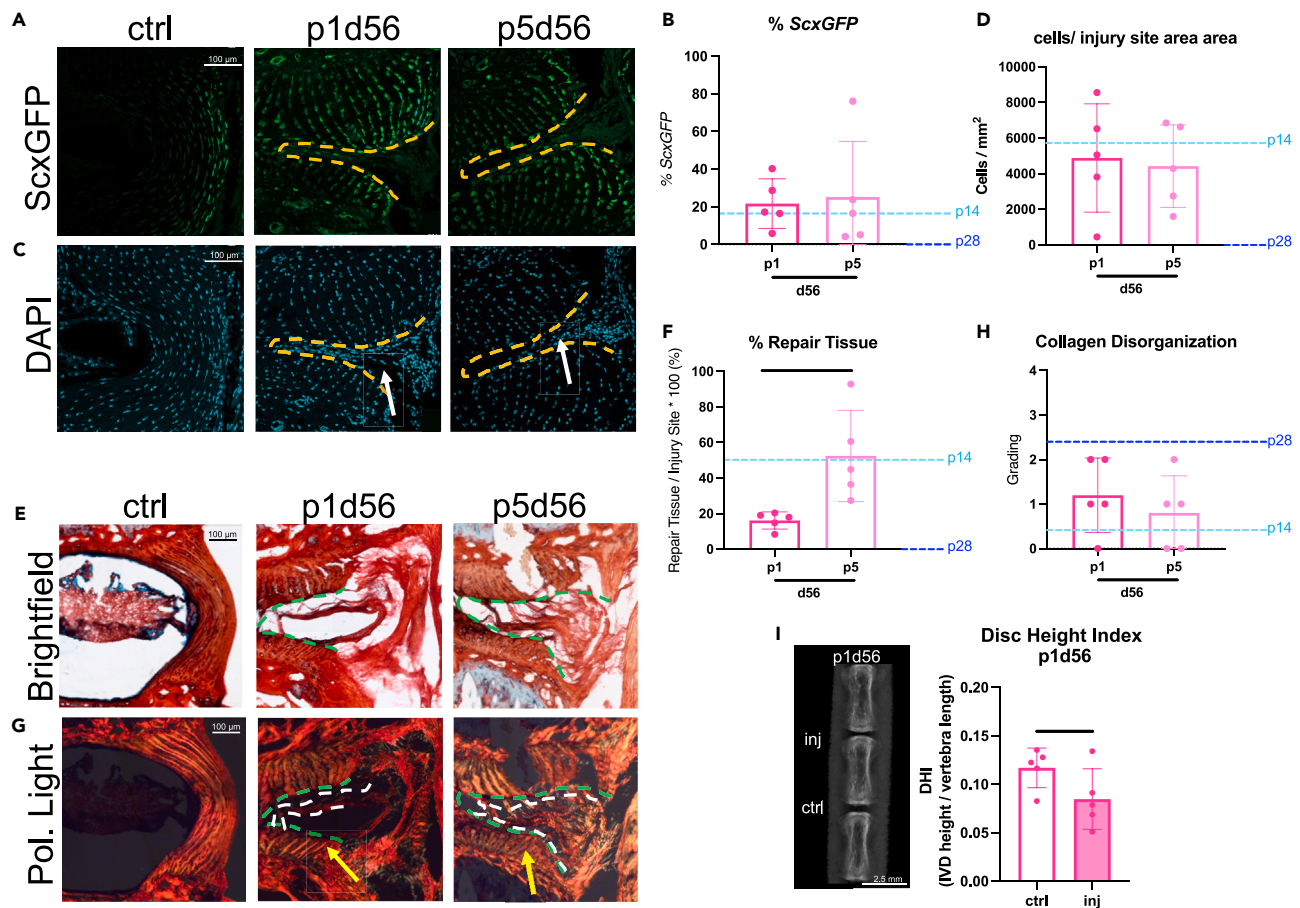 A
ctrl
p1d56
p5d56
ScxGFP
100 µm
C
DAPI
100 µm
B
% ScxGFP
% ScxGFP
100
80
60
40
20
0
p14
p28
p1
p5
d56
D
cells/ injury site area area
Cells / mm²
10000
8000
6000
4000
2000
0
p14
p28
p1
p5
d56
E
ctrl
p1d56
p5d56
Brightfield
100 µm
G
Pol. Light
100 µm
F
% Repair Tissue
Repair Tissue / Injury Site * 100 (%)
100
80
60
40
20
0
p14
p28
p1
p5
d56
H
Collagen Disorganization
Grading
4
3
2
1
0
p28
p14
p1
p5
d56
I
p1d56
inj
ctrl
2.5 mm
Disc Height Index
p1d56
DHI
(IVD height / vertebra length)
0.20
0.15
0.10
0.05
0.00
ctrl
inj